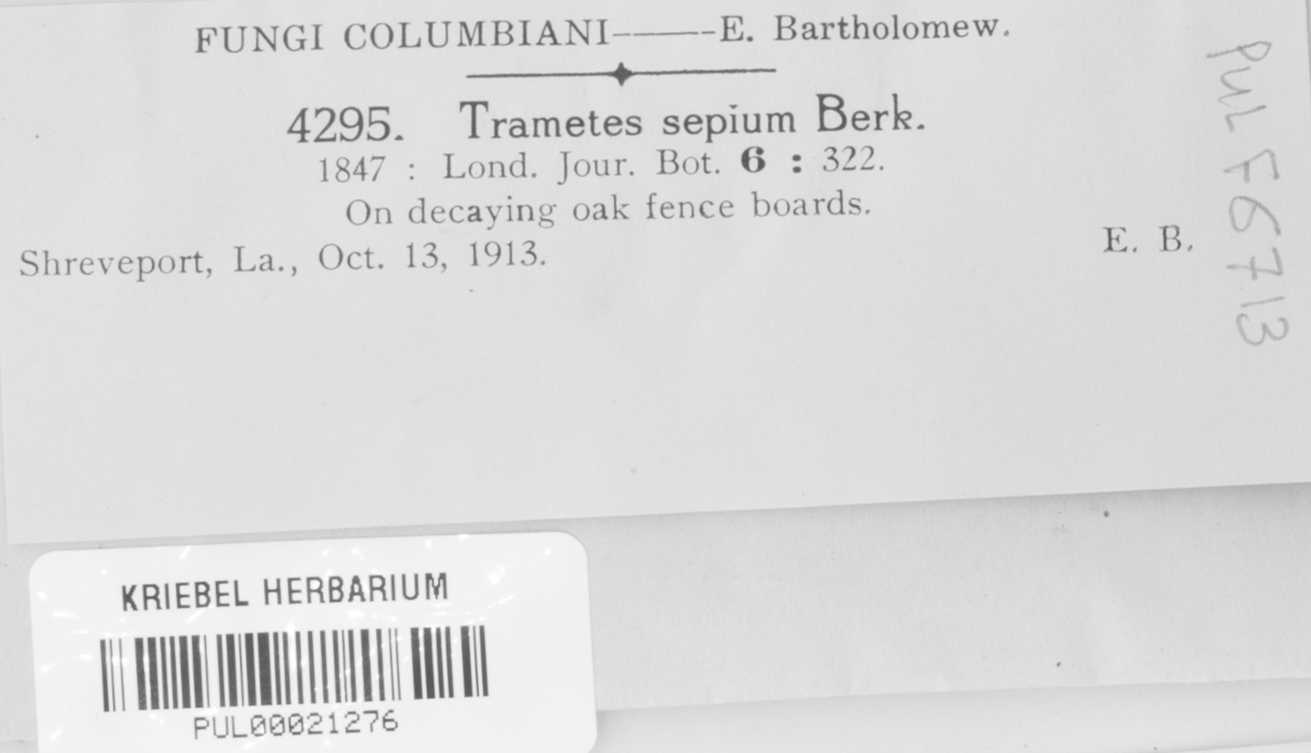 FUNGI COLUMBIANI———E. Bartholomew.
4295. Trametes sepium Berk.
1847 : Lond. Jour. Bot. 6 : 322.
On decaying oak fence boards.
Shreveport, La., Oct. 13, 1913.
E. B.
PUL F6713
KRIEBEL HERBARIUM
PUL00021276